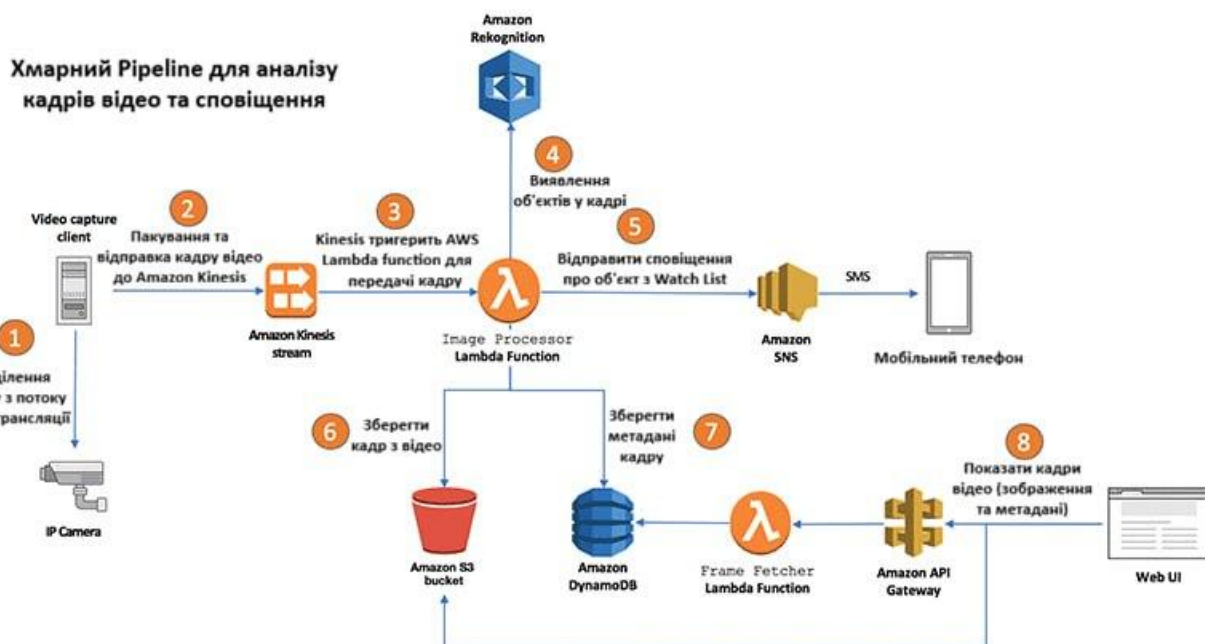 Amazon
Rekognition
Хмарний Pipeline для аналізу
кадрів відео та сповіщення
4
Виявлення
об'єктів у кадрі
Video capture
client
2
Пакування та
відправка кадру відео
до Amazon Kinesis
3
Kinesis тригерить AWS
Lambda function для
передачі кадру
5
Відправити сповіщення
про об'єкт з Watch List
SMS
Amazon Kinesis
stream
Image Processor
Lambda Function
Amazon
SNS
Мобільний телефон
1
з потоку
IP Camera
6
Зберегти
кадр з відео
Зберегти
метадані
кадру
7
8
Показати кадри
відео (зображення
та метадані)
Amazon S3
bucket
Amazon
DynamoDB
Frame Fetcher
Lambda Function
Amazon API
Gateway
Web UI